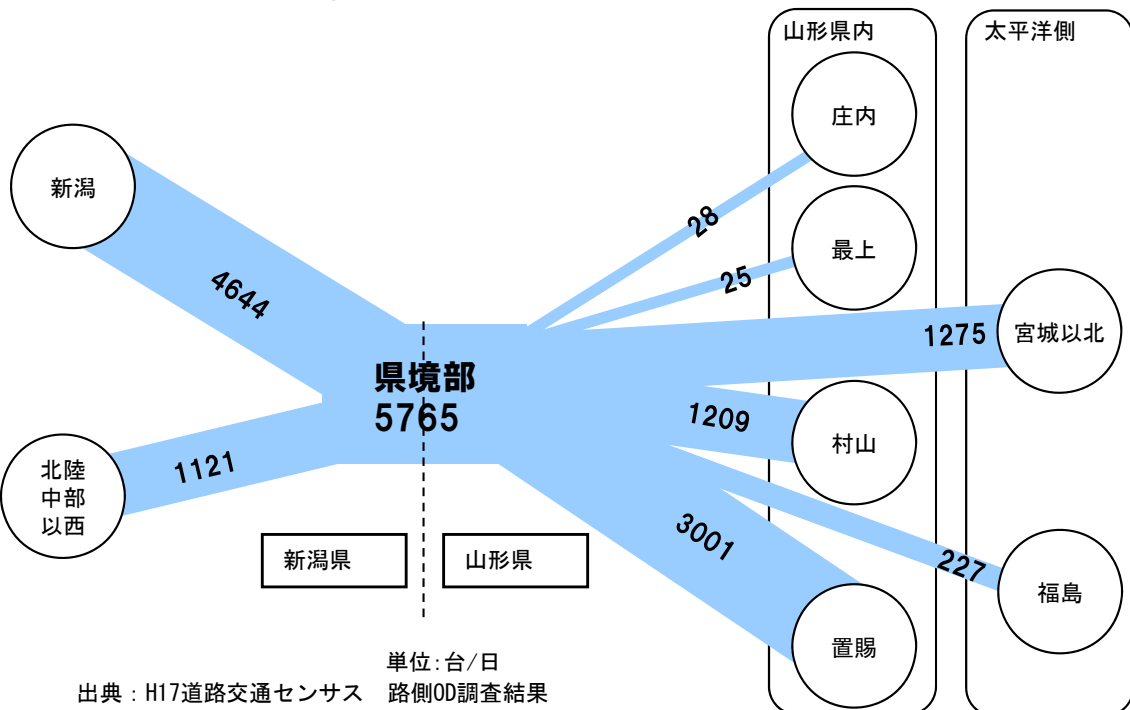 山形県内
太平洋側
庄内
新潟
28
最上
25
4644
1275
宮城以北
県境部
5765
1209
村山
1121
北陸
中部
以西
3001
新潟県
山形県
227
福島
置賜
単位:台/日
出典：H17道路交通センサス　路側OD調査結果